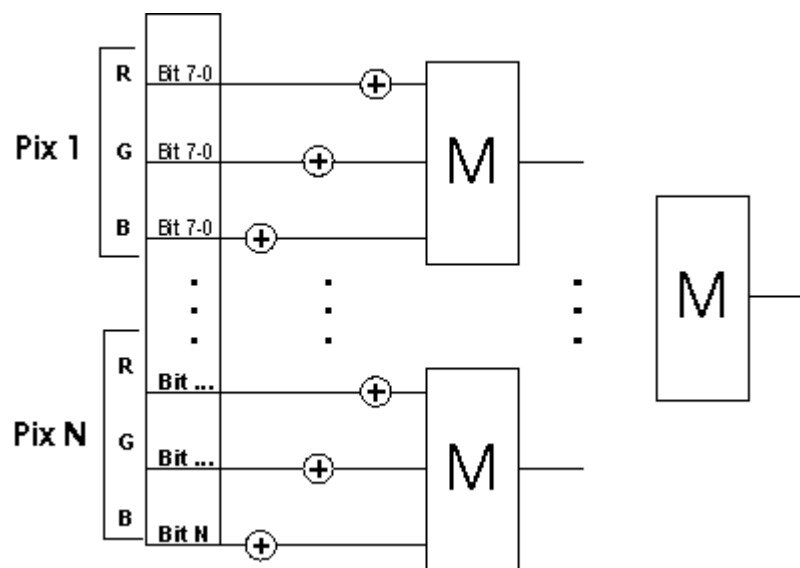 R Bit 7-0
Pix 1 G Bit 7-0 M
B Bit 7-0
M
R Bit ...
Pix N G Bit ... M
B Bit N